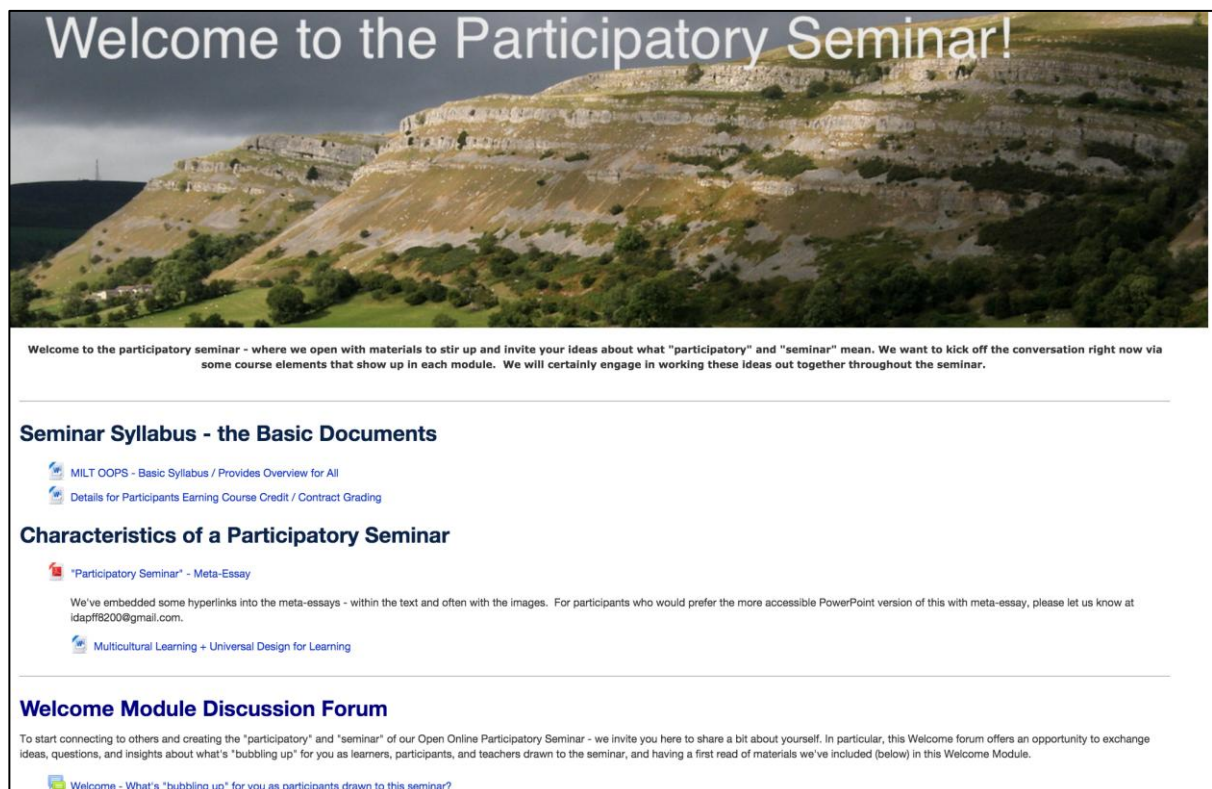 Welcome to the Participatory Seminar!
Welcome to the participatory seminar - where we open with materials to stir up and invite your ideas about what "participatory" and "seminar" mean. We want to kick off the conversation right now via
some course elements that show up in each module. We will certainly engage in working these ideas out together throughout the seminar.
Seminar Syllabus - the Basic Documents
MILT OOPS - Basic Syllabus / Provides Overview for All
Details for Participants Earning Course Credit / Contract Grading
Characteristics of a Participatory Seminar
"Participatory Seminar" - Meta-Essay
We've embedded some hyperlinks into the meta-essays - within the text and often with the images. For participants who would prefer the more accessible PowerPoint version of this with meta-essay, please let us know at
idapff8200@gmail.com.
Multicultural Learning + Universal Design for Learning
Welcome Module Discussion Forum
To start connecting to others and creating the "participatory" and "seminar" of our Open Online Participatory Seminar - we invite you here to share a bit about yourself. In particular, this Welcome forum offers an opportunity to exchange
ideas, questions, and insights about what's "bubbling up" for you as learners, participants, and teachers drawn to the seminar, and having a first read of materials we've included (below) in this Welcome Module.
Welcome - What's "bubbling up" for you as participants drawn to this seminar?